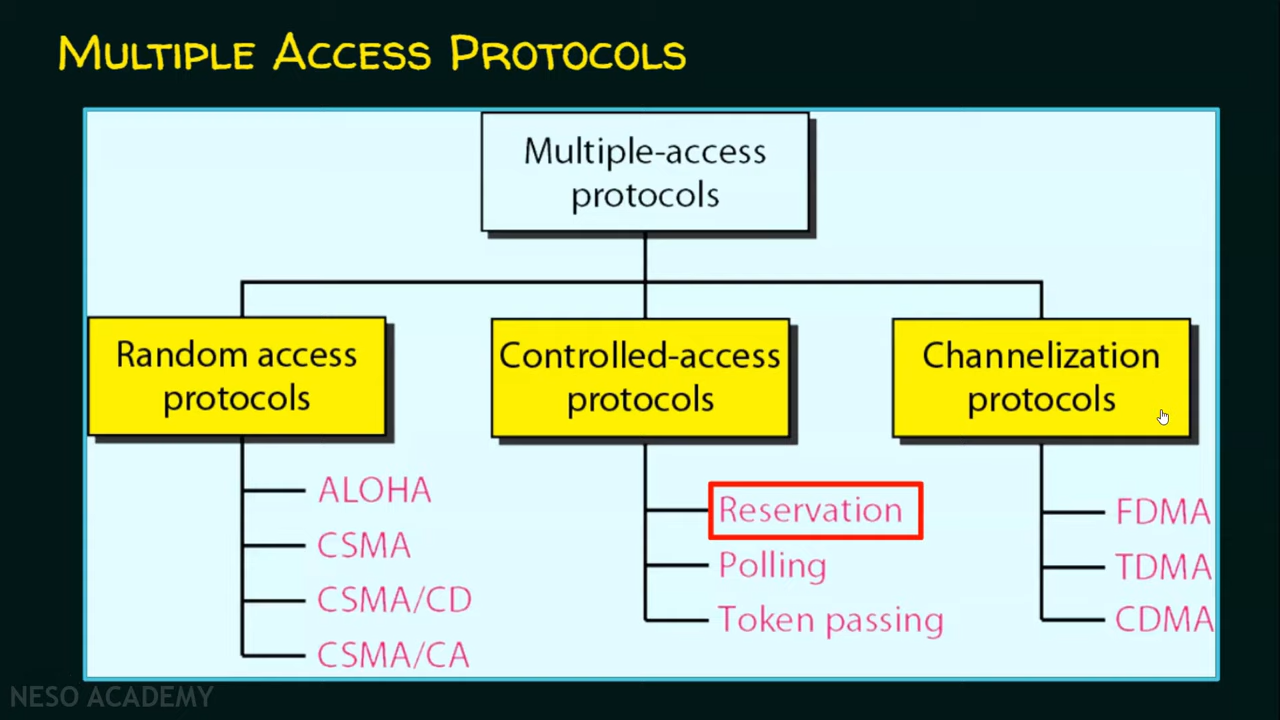 Multiple Access Protocols
Multiple-access
protocols
Random access
protocols
ALOHA
CSMA
CSMA/CD
CSMA/CA
Controlled-access
protocols
Reservation
Polling
Token passing
Channelization
protocols
FDMA
TDMA
CDMA
NESO ACADEMY